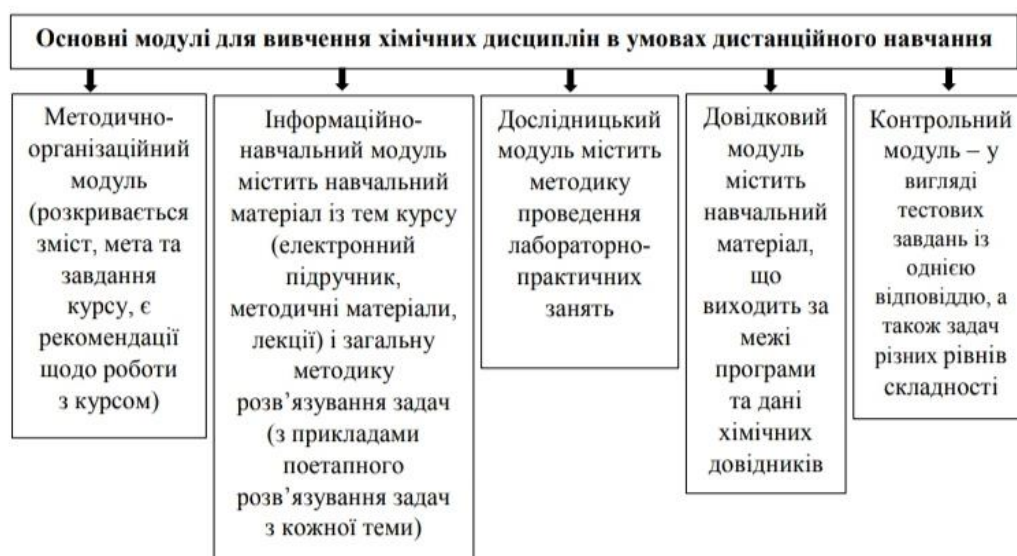 Основні модулі для вивчення хімічних дисциплін в умовах дистанційного навчання
Методично-
організаційний
модуль
(розкривається
зміст, мета та
завдання
курсу, є
рекомендації
щодо роботи
з курсом)
Інформаційно-
навчальний модуль
містить навчальний
матеріал із тем курсу
(електронний
підручник,
методичні матеріали,
лекції) і загальну
методику
розв’язування задач
(з прикладами
поетапного
розв’язування задач
з кожної теми)
Дослідницький
модуль містить
методику
проведення
лабораторно-
практичних
занять
Довідковий
модуль
містить
навчальний
матеріал,
що
виходить за
межі
програми
та дані
хімічних
довідників
Контрольний
модуль – у
вигляді
тестових
завдань із
однією
відповіддю, а
також задач
різних рівнів
складності